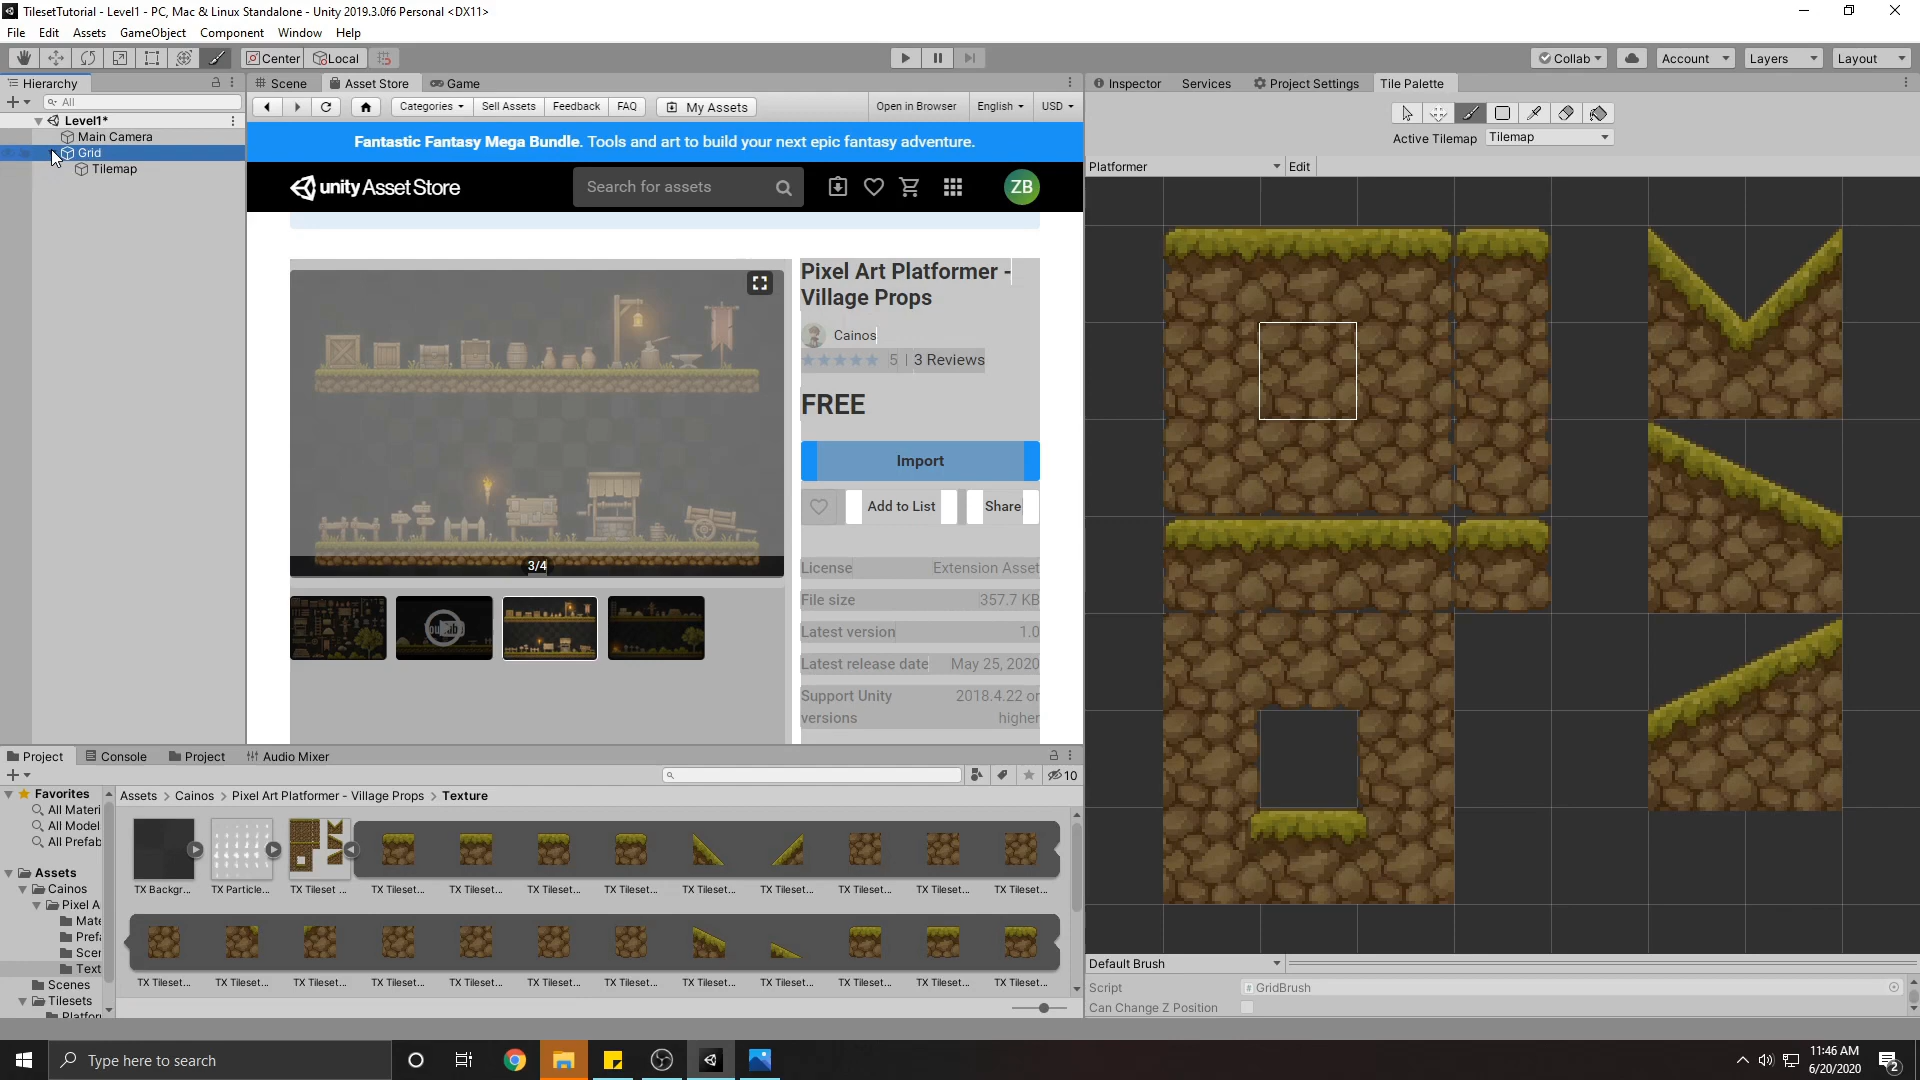 TilesetTutorial - Level1 - PC, Mac & Linux Standalone - Unity 2019.3.0f6 Personal <DX11>
File Edit Assets GameObject Component Window Help
Center Local Collab Account Layers Layout
Hierarchy
All
Level1*
Main Camera
Grid
Tilemap
Scene Asset Store Game
Categories Sell Assets Feedback FAQ My Assets Open in Browser English USD
Fantastic Fantasy Mega Bundle. Tools and art to build your next epic fantasy adventure.
unity Asset Store Search for assets ZB
Pixel Art Platformer -
Village Props
Cainos
5 | 3 Reviews
FREE
Import
Add to List Share
3/4
License Extension Asset
File size 357.7 KB
Latest version 1.0
Latest release date May 25, 2020
Support Unity 2018.4.22 or
versions higher
Inspector Services Project Settings Tile Palette
Active Tilemap Tilemap
Platformer Edit
Default Brush
Script GridBrush
Can Change Z Position
Project Console Project Audio Mixer
10
Favorites
All Materi
All Model
All Prefab
Assets
Cainos
Pixel A
Mate
Prefa
Scen
Text
Scenes
Tilesets
Platfor
Assets > Cainos > Pixel Art Platformer - Village Props > Texture
TX Backgr... TX Particle... TX Tileset ... TX Tileset... TX Tileset... TX Tileset... TX Tileset... TX Tileset... TX Tileset... TX Tileset... TX Tileset... TX Tileset...
TX Tileset... TX Tileset... TX Tileset... TX Tileset... TX Tileset... TX Tileset... TX Tileset... TX Tileset... TX Tileset... TX Tileset... TX Tileset... TX Tileset...
Type here to search
11:46 AM
6/20/2020
2